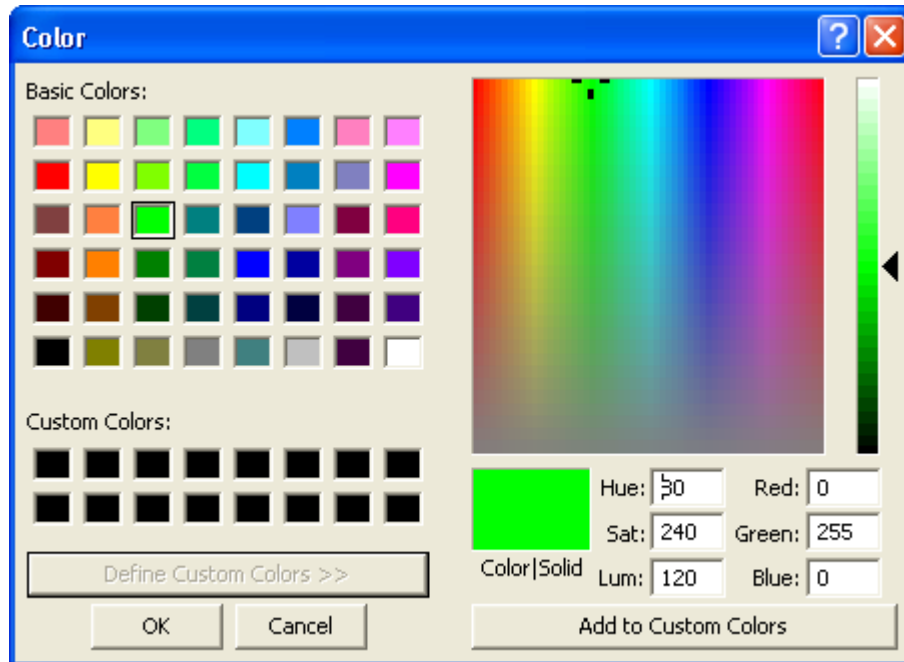 Color
Basic Colors:
Custom Colors:
Define Custom Colors >>
OK Cancel
Color|Solid
Hue: 80 Red: 0
Sat: 240 Green: 255
Lum: 120 Blue: 0
Add to Custom Colors